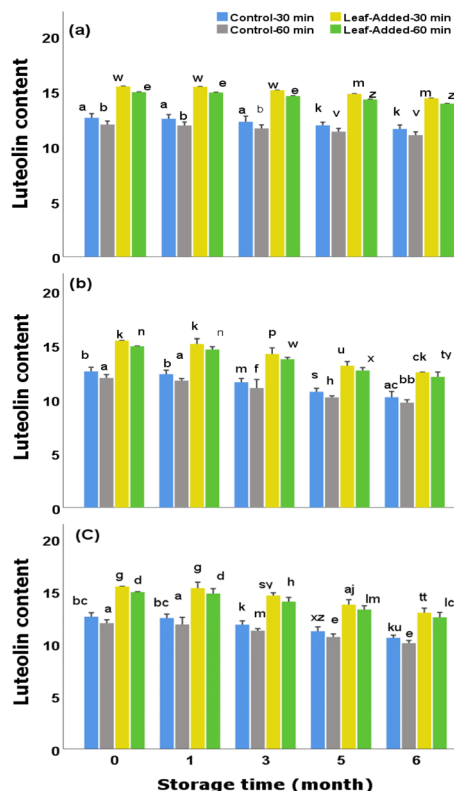 Control-30 min Leaf-Added-30 min
Control-60 min Leaf-Added-60 min
(a)
Luteolin content
20
15
10
5
0
a b w e a b w e a b w e k v m z k v m z
(b)
Luteolin content
20
15
10
5
0
b a k n b a k n m f p w s h u x ac bb ck ty
(C)
Luteolin content
20
15
10
5
0
bc a g d bc a g d k m sv h xz e aj lm ku e tt lc
0 1 3 5 6
Storage time (month)